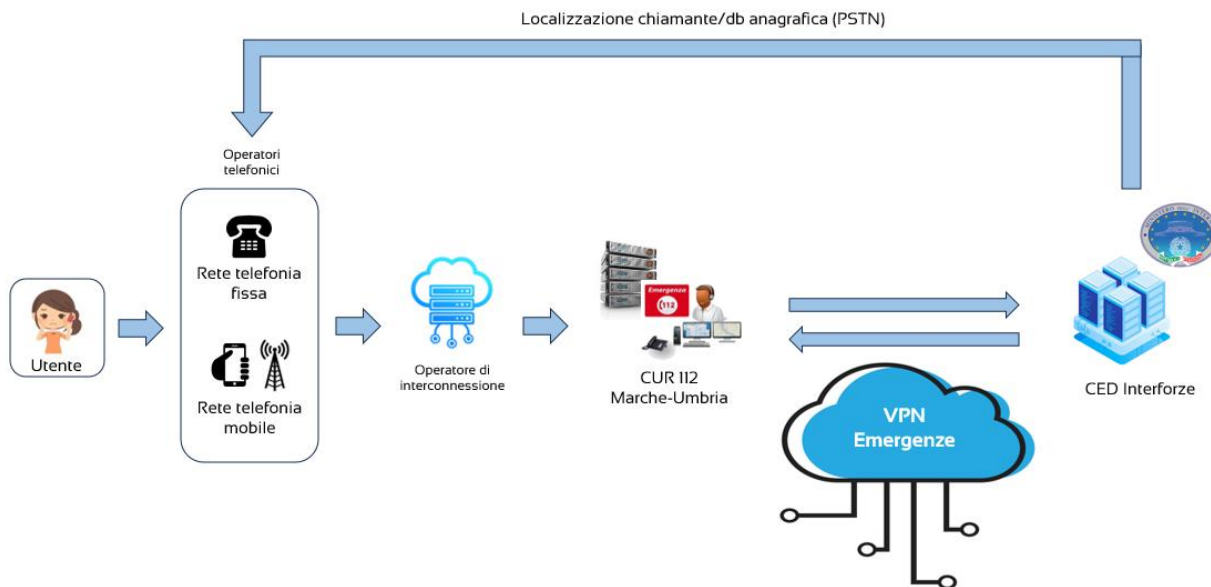 Localizzazione chiamante/db anagrafica (PSTN)
Operatori
telefonici
Rete telefonia
fissa
Rete telefonia
mobile
Utente
Operatore di
interconnessione
Emergenza
112
CUR 112
Marche-Umbria
VPN
Emergenze
CED Interforze